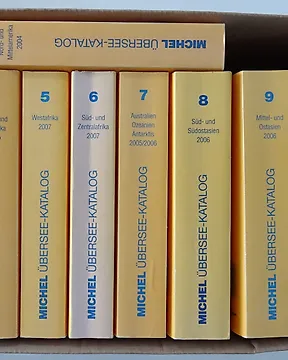 Nord- und
Mittelamerika
2004
MICHEL ÜBERSEE-KATALOG
5
Westafrika
2007
MICHEL ÜBERSEE-KATALOG
6
Süd- und
Zentralafrika
2007
MICHEL ÜBERSEE-KATALOG
7
Australien
Ozeanien
Antarktis
2005/2006
MICHEL ÜBERSEE-KATALOG
8
Süd- und
Südostasien
2006
MICHEL ÜBERSEE-KATALOG
9
Mittel- und
Ostasien
2006
MICHEL ÜBERSEE-KATALOG